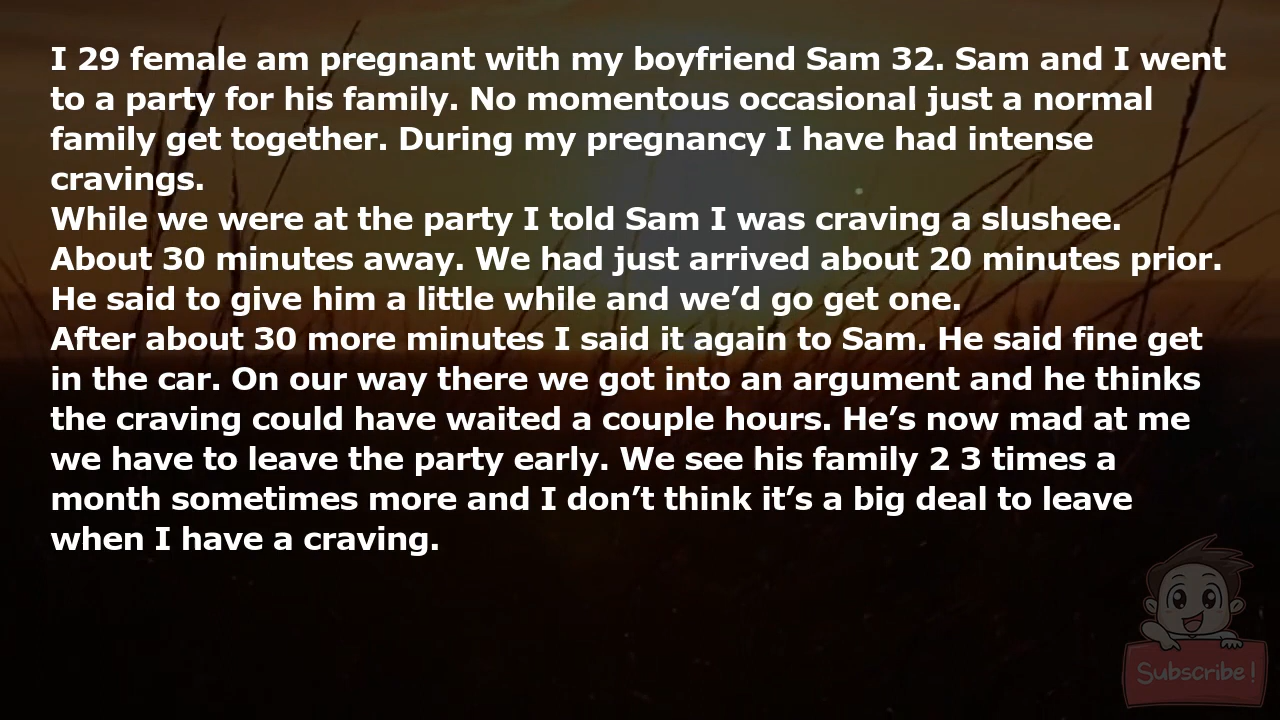 I 29 female am pregnant with my boyfriend Sam 32. Sam and I went
to a party for his family. No momentous occasional just a normal
family get together. During my pregnancy I have had intense
cravings.
While we were at the party I told Sam I was craving a slushee.
About 30 minutes away. We had just arrived about 20 minutes prior.
He said to give him a little while and we’d go get one.
After about 30 more minutes I said it again to Sam. He said fine get
in the car. On our way there we got into an argument and he thinks
the craving could have waited a couple hours. He’s now mad at me
we have to leave the party early. We see his family 2 3 times a
month sometimes more and I don’t think it’s a big deal to leave
when I have a craving.
Subscribe!